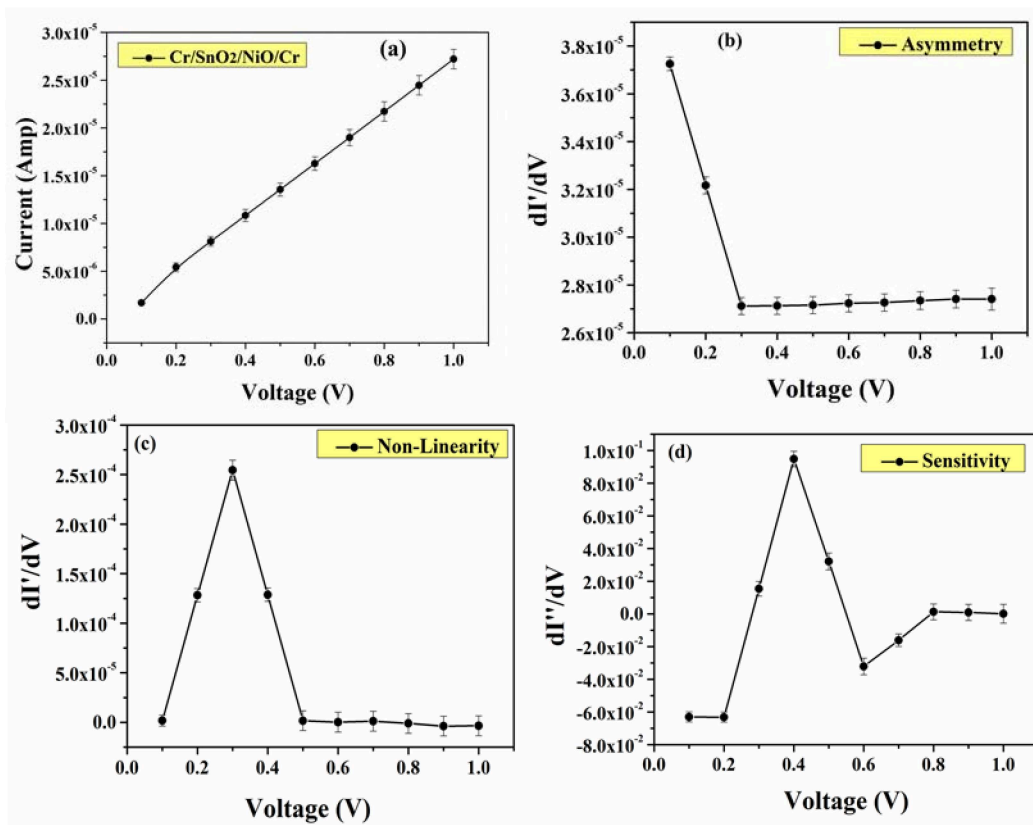 (a)
Cr/SnO2/NiO/Cr
3.0x10-5
2.5x10-5
2.0x10-5
1.5x10-5
1.0x10-5
5.0x10-6
0.0
Current (Amp)
0.0 0.2 0.4 0.6 0.8 1.0
Voltage (V)
(b)
Asymmetry
3.8x10-5
3.6x10-5
3.2x10-5
3.0x10-5
2.8x10-5
2.6x10-5
dI'/dV
0.0 0.2 0.4 0.6 0.8 1.0
Voltage (V)
(c)
Non-Linearity
3.0x10-4
2.5x10-4
1.5x10-4
1.0x10-4
5.0x10-5
0.0
dI'/dV
0.0 0.2 0.4 0.6 0.8 1.0
Voltage (V)
(d)
Sensitivity
1.0x10-1
8.0x10-2
6.0x10-2
4.0x10-2
2.0x10-2
0.0
-2.0x10-2
-4.0x10-2
-6.0x10-2
-8.0x10-2
dI''/dV
0.0 0.2 0.4 0.6 0.8 1.0
Voltage (V)